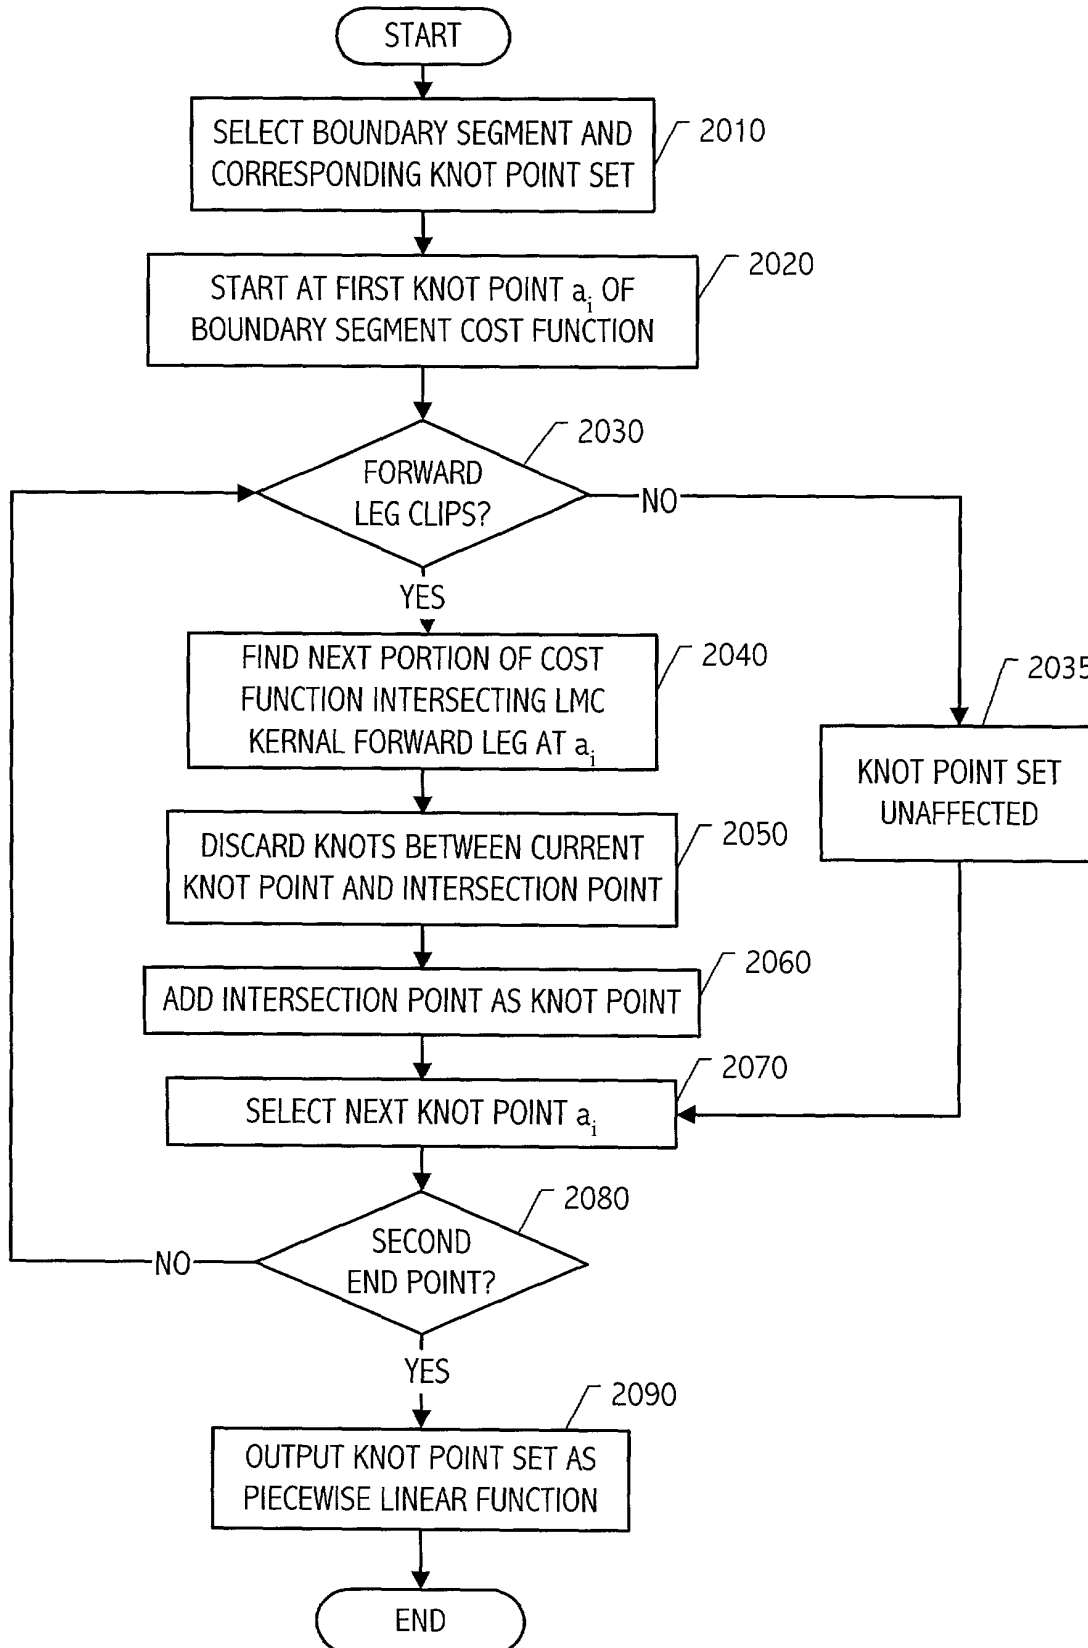 START
SELECT BOUNDARY SEGMENT AND
CORRESPONDING KNOT POINT SET
2010
START AT FIRST KNOT POINT ai OF
BOUNDARY SEGMENT COST FUNCTION
2020
FORWARD
LEG CLIPS?
2030
NO
YES
FIND NEXT PORTION OF COST
FUNCTION INTERSECTING LMC
KERNAL FORWARD LEG AT ai
2040
KNOT POINT SET
UNAFFECTED
2035
DISCARD KNOTS BETWEEN CURRENT
KNOT POINT AND INTERSECTION POINT
2050
ADD INTERSECTION POINT AS KNOT POINT
2060
SELECT NEXT KNOT POINT ai
2070
SECOND
END POINT?
2080
NO
YES
OUTPUT KNOT POINT SET AS
PIECEWISE LINEAR FUNCTION
2090
END